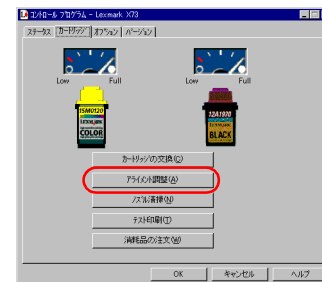 コントロール プログラム - Lexmark X73
ステータス カートリッジ オプション バージョン
Low Full Low Full
15M0120 12A1970
LEXMARK LEXMARK
COLOR BLACK
カートリッジの交換(C)
アライメント調整(A)
ノズル清掃(N)
テスト印刷(T)
消耗品の注文(W)
OK キャンセル ヘルプ